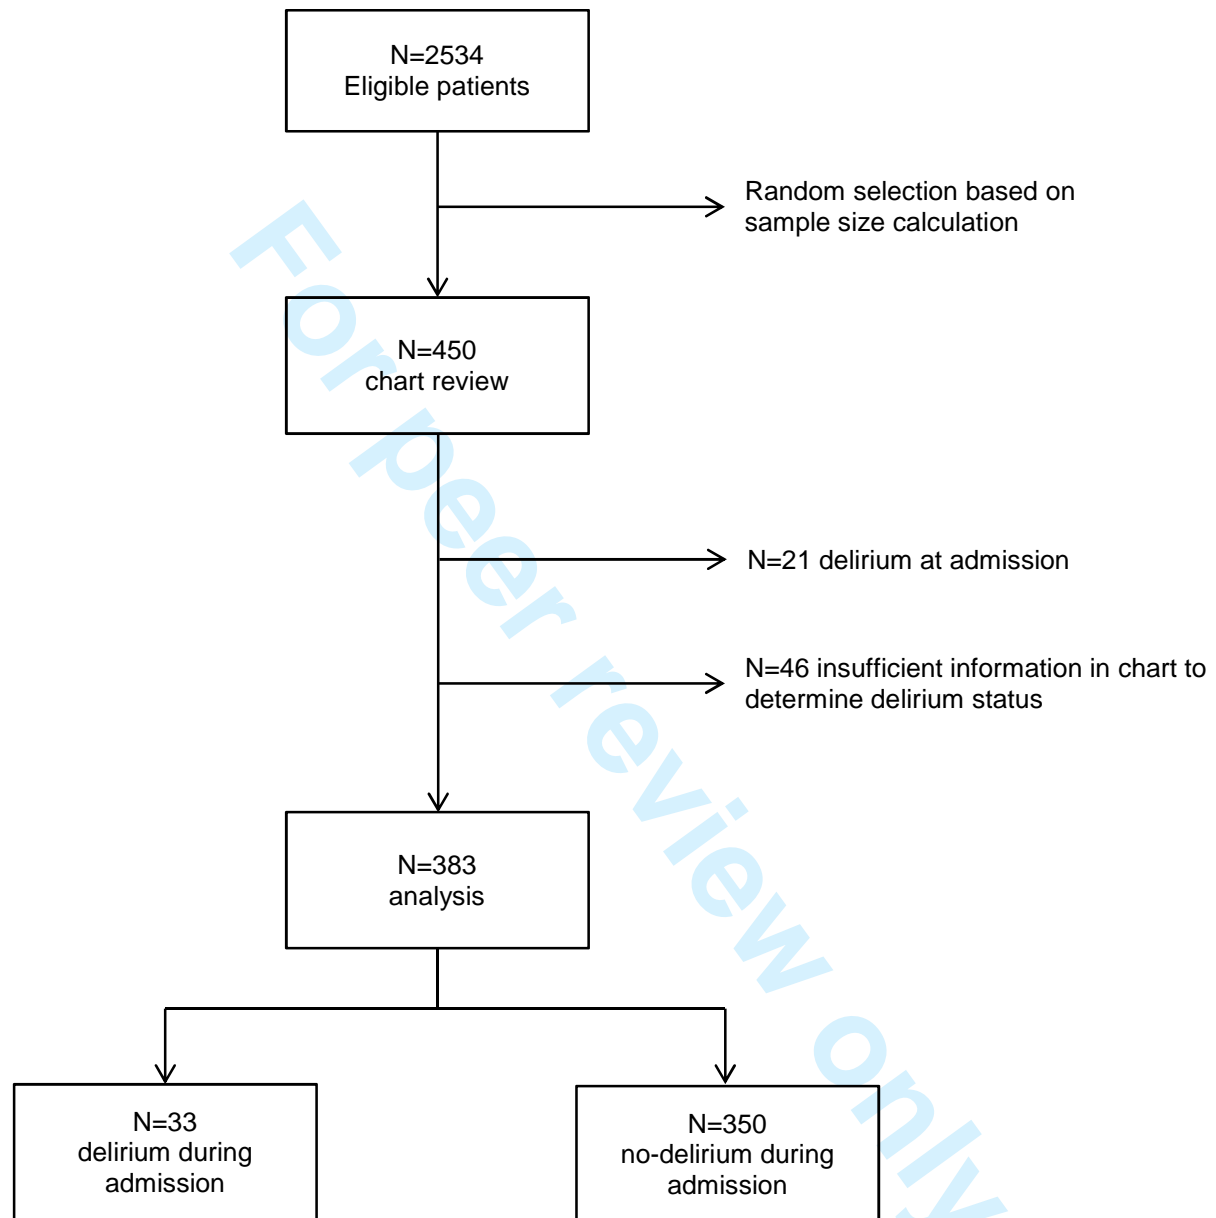 N=2534
Eligible patients
Random selection based on
sample size calculation
N=450
chart review
N=21 delirium at admission
N=46 insufficient information in chart to
determine delirium status
N=383
analysis
N=33
delirium during
admission
N=350
no-delirium during
admission
For peer review only